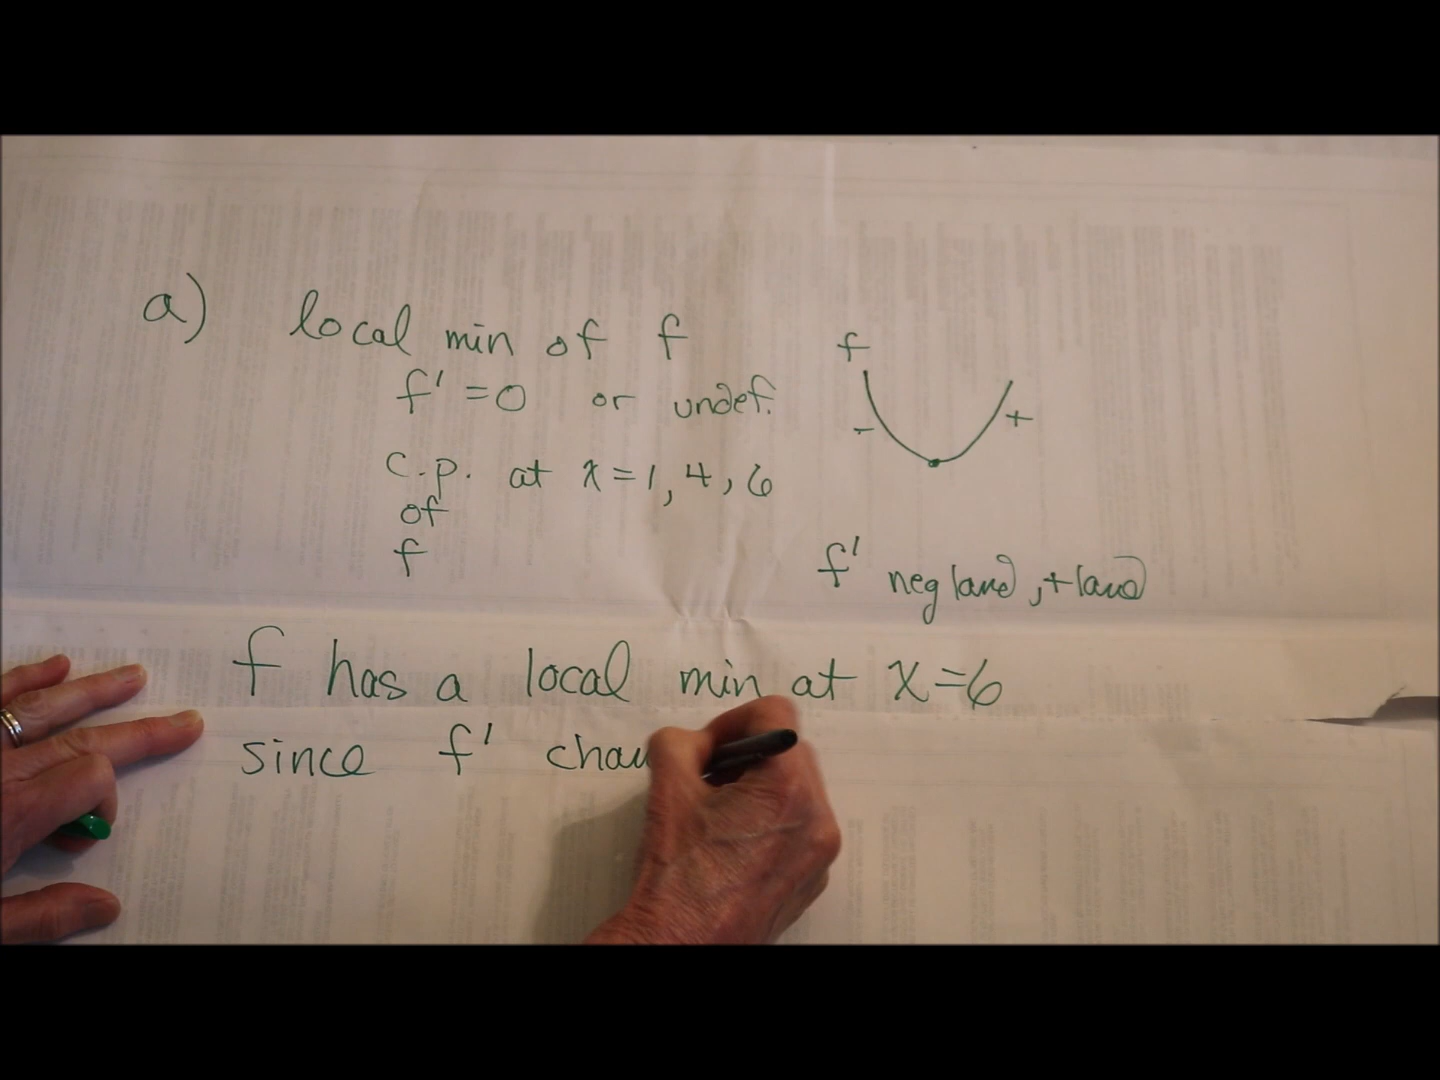 a) local min of f
f' = 0 or undef.
c.p. at x = 1, 4, 6
of
f
f
- +
f' neg land, + land
f has a local min at x = 6
since f'